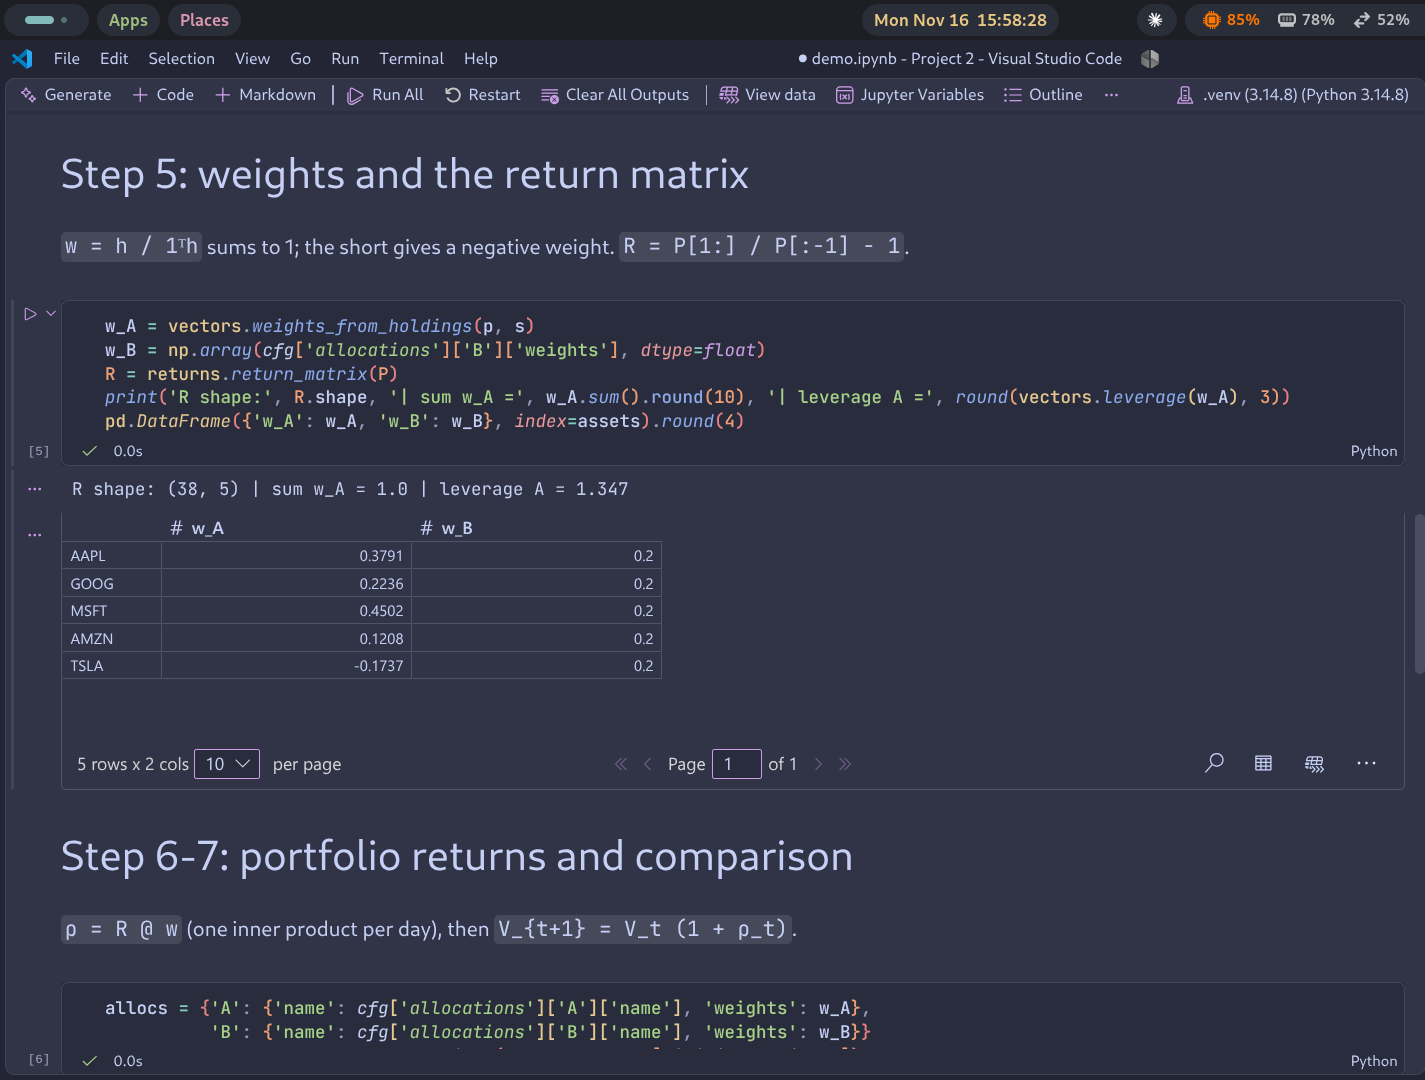 Apps Places Mon Nov 16 15:58:28 85% 78% 52%
File Edit Selection View Go Run Terminal Help ● demo.ipynb - Project 2 - Visual Studio Code
Generate + Code + Markdown | Run All Restart Clear All Outputs | View data Jupyter Variables Outline ··· .venv (3.14.8) (Python 3.14.8)
Step 5: weights and the return matrix
w = h / 1ᵀh sums to 1; the short gives a negative weight. R = P[1:] / P[:-1] - 1.
w_A = vectors.weights_from_holdings(p, s)
w_B = np.array(cfg['allocations']['B']['weights'], dtype=float)
R = returns.return_matrix(P)
print('R shape:', R.shape, '| sum w_A =', w_A.sum().round(10), '| leverage A =', round(vectors.leverage(w_A), 3))
pd.DataFrame({'w_A': w_A, 'w_B': w_B}, index=assets).round(4)
[5] 0.0s Python
R shape: (38, 5) | sum w_A = 1.0 | leverage A = 1.347
# w_A # w_B
AAPL 0.3791 0.2
GOOG 0.2236 0.2
MSFT 0.4502 0.2
AMZN 0.1208 0.2
TSLA -0.1737 0.2
5 rows x 2 cols 10 per page Page 1 of 1
Step 6-7: portfolio returns and comparison
ρ = R @ w (one inner product per day), then V_{t+1} = V_t (1 + ρ_t).
allocs = {'A': {'name': cfg['allocations']['A']['name'], 'weights': w_A},
'B': {'name': cfg['allocations']['B']['name'], 'weights': w_B}}
[6] 0.0s Python